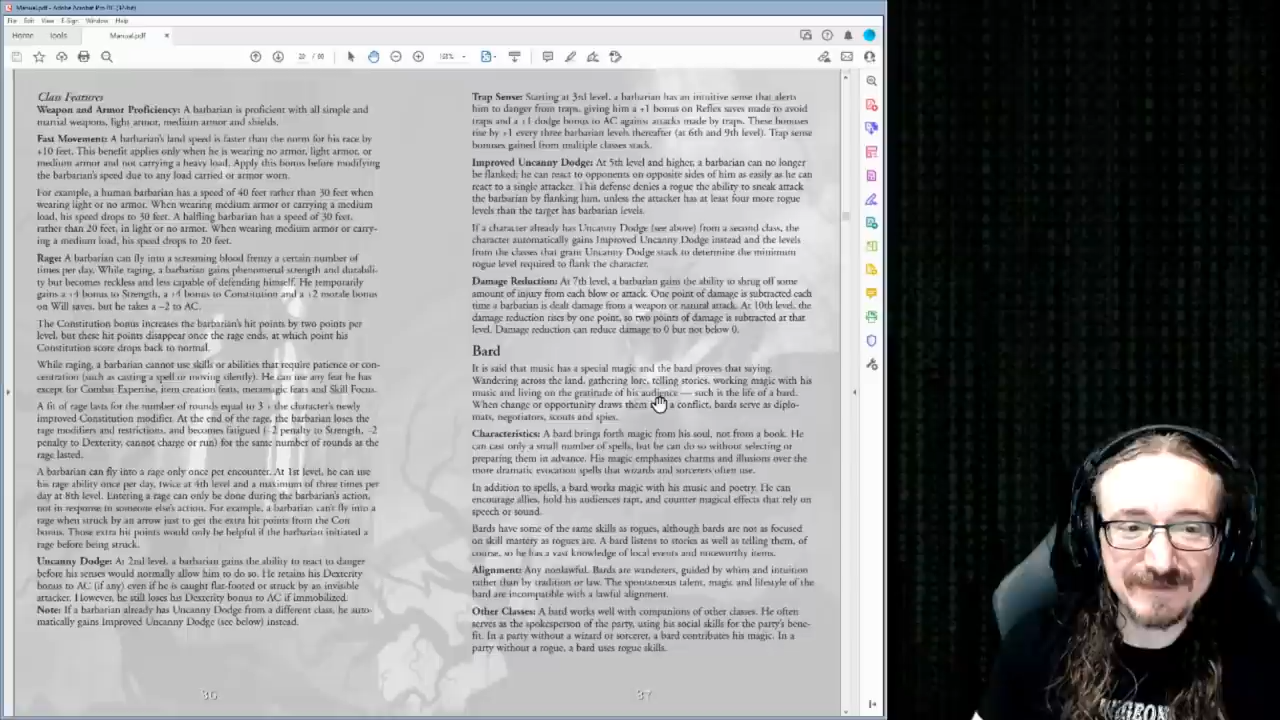 Manual.pdf - Adobe Acrobat Pro DC (32-bit)
File Edit View E-Sign Window Help
Home Tools Manual.pdf ×
Class Features
Weapon and Armor Proficiency: A barbarian is proficient with all simple and
martial weapons, light armor, medium armor and shields.
Fast Movement: A barbarian's land speed is faster than the norm for his race by
+10 feet. This benefit applies only when he is wearing no armor, light armor, or
medium armor and not carrying a heavy load. Apply this bonus before modifying
the barbarian's speed due to any load carried or armor worn.
For example, a human barbarian has a speed of 40 feet rather than 30 feet when
wearing light or no armor. When wearing medium armor or carrying a medium
load, his speed drops to 30 feet. A halfling barbarian has a speed of 30 feet,
rather than 20 feet, in light or no armor. When wearing medium armor or carry-
ing a medium load, his speed drops to 20 feet.
Rage: A barbarian can fly into a screaming blood frenzy a certain number of
times per day. While raging, a barbarian gains phenomenal strength and durabili-
ty but becomes reckless and less capable of defending himself. He temporarily
gains a +4 bonus to Strength, a +4 bonus to Constitution and a +2 morale bonus
on Will saves, but he takes a –2 to AC.
The Constitution bonus increases the barbarian's hit points by two points per
level, but these hit points disappear once the rage ends, at which point his
Constitution score drops back to normal.
While raging, a barbarian cannot use skills or abilities that require patience or con-
centration (such as casting a spell or moving silently). He can use any feat he has
except for Combat Expertise, item creation feats, metamagic feats and Skill Focus.
A fit of rage lasts for the number of rounds equal to 3 + the character's newly
improved Constitution modifier. At the end of the rage, the barbarian loses the
rage modifiers and restrictions, and becomes fatigued (–2 penalty to Strength, –2
penalty to Dexterity, cannot charge or run) for the same number of rounds as the
rage lasted.
A barbarian can fly into a rage only once per encounter. At 1st level, he can use
his rage ability once per day, twice at 4th level and a maximum of three times per
day at 8th level. Entering a rage can only be done during the barbarian's action,
not in response to someone else's action. For example, a barbarian can't fly into a
rage when struck by an arrow just to get the extra hit points from the Con
bonus. Those extra hit points would only be helpful if the barbarian initiated a
rage before being struck.
Uncanny Dodge: At 2nd level, a barbarian gains the ability to react to danger
before his senses would normally allow him to do so. He retains his Dexterity
bonus to AC (if any) even if he is caught flat-footed or struck by an invisible
attacker. However, he still loses his Dexterity bonus to AC if immobilized.
Note: If a barbarian already has Uncanny Dodge from a different class, he auto-
matically gains Improved Uncanny Dodge (see below) instead.
36
Trap Sense: Starting at 3rd level, a barbarian has an intuitive sense that alerts
him to danger from traps, giving him a +1 bonus on Reflex saves made to avoid
traps and a +1 dodge bonus to AC against attacks made by traps. These bonuses
rise by +1 every three barbarian levels thereafter (at 6th and 9th level). Trap sense
bonuses gained from multiple classes stack.
Improved Uncanny Dodge: At 5th level and higher, a barbarian can no longer
be flanked; he can react to opponents on opposite sides of him as easily as he can
react to a single attacker. This defense denies a rogue the ability to sneak attack
the barbarian by flanking him, unless the attacker has at least four more rogue
levels than the target has barbarian levels.
If a character already has Uncanny Dodge (see above) from a second class, the
character automatically gains Improved Uncanny Dodge instead and the levels
from the classes that grant Uncanny Dodge stack to determine the minimum
rogue level required to flank the character.
Damage Reduction: At 7th level, a barbarian gains the ability to shrug off some
amount of injury from each blow or attack. One point of damage is subtracted each
time a barbarian is dealt damage from a weapon or natural attack. At 10th level, the
damage reduction rises by one point, so two points of damage is subtracted at that
level. Damage reduction can reduce damage to 0 but not below 0.
Bard
It is said that music has a special magic and the bard proves that saying.
Wandering across the land, gathering lore, telling stories, working magic with his
music and living on the gratitude of his audience — such is the life of a bard.
When change or opportunity draws them a conflict, bards serve as diplo-
mats, negotiators, scouts and spies.
Characteristics: A bard brings forth magic from his soul, not from a book. He
can cast only a small number of spells, but he can do so without selecting or
preparing them in advance. His magic emphasizes charms and illusions over the
more dramatic evocation spells that wizards and sorcerers often use.
In addition to spells, a bard works magic with his music and poetry. He can
encourage allies, hold his audiences rapt, and counter magical effects that rely on
speech or sound.
Bards have some of the same skills as rogues, although bards are not as focused
on skill mastery as rogues are. A bard listens to stories as well as telling them, of
course, so he has a vast knowledge of local events and noteworthy items.
Alignment: Any nonlawful. Bards are wanderers, guided by whim and intuition
rather than by tradition or law. The spontaneous talent, magic and lifestyle of the
bard are incompatible with a lawful alignment.
Other Classes: A bard works well with companions of other classes. He often
serves as the spokesperson of the party, using his social skills for the party's bene-
fit. In a party without a wizard or sorcerer, a bard contributes his magic. In a
party without a rogue, a bard uses rogue skills.
37